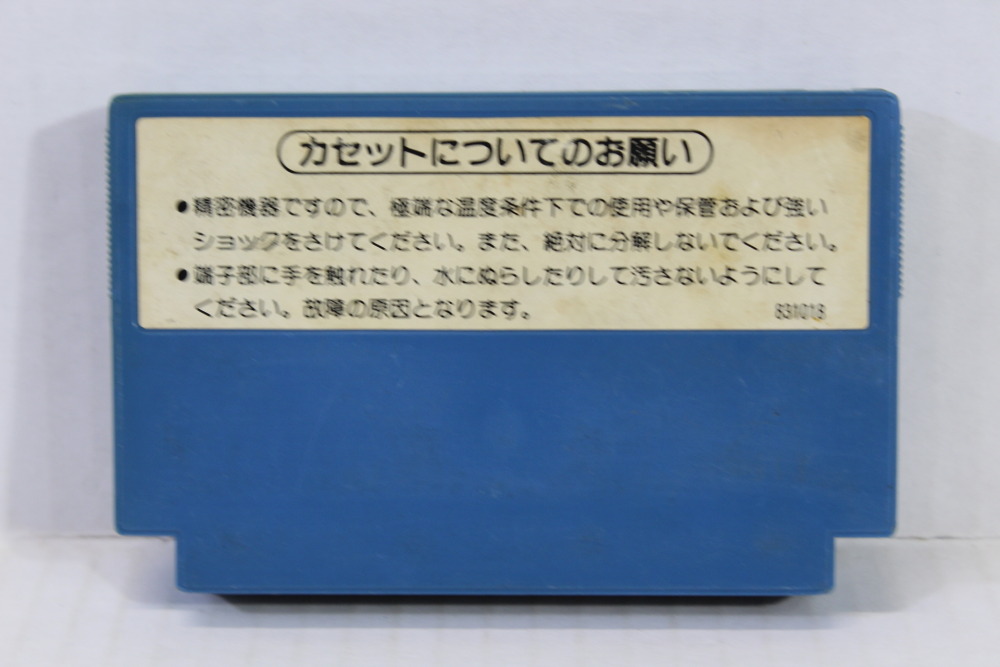 カセットについてのお願い
●精密機器ですので、極端な温度条件下での使用や保管および強い
ショックをさけてください。また、絶対に分解しないでください。
●端子部に手を触れたり、水にぬらしたりして汚さないようにして
ください。故障の原因となります。 831018